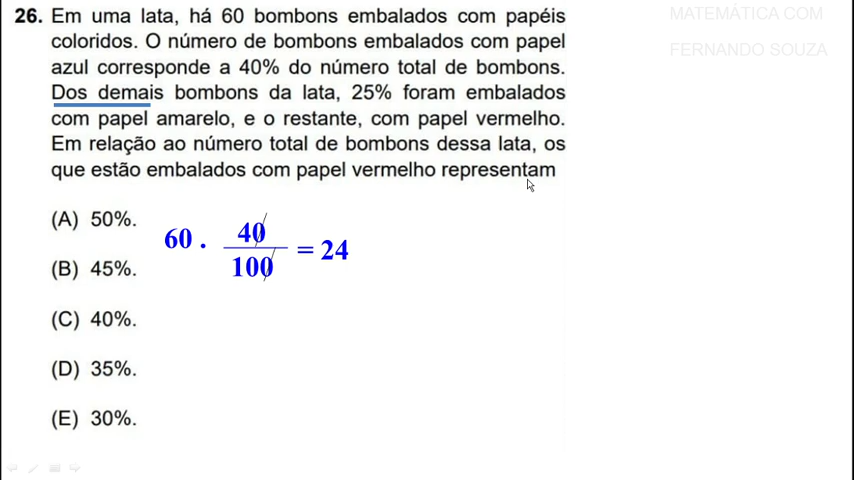 26. Em uma lata, há 60 bombons embalados com papéis
coloridos. O número de bombons embalados com papel
azul corresponde a 40% do número total de bombons.
Dos demais bombons da lata, 25% foram embalados
com papel amarelo, e o restante, com papel vermelho.
Em relação ao número total de bombons dessa lata, os
que estão embalados com papel vermelho representam
MATEMÁTICA COM
FERNANDO SOUZA
(A) 50%.
(B) 45%.
(C) 40%.
(D) 35%.
(E) 30%.
60 . 40/100 = 24